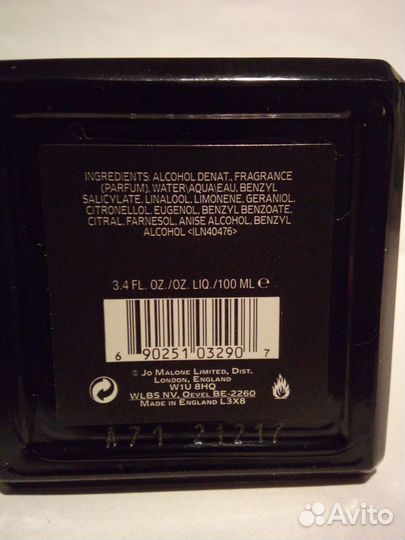 INGREDIENTS: ALCOHOL DENAT., FRAGRANCE
(PARFUM), WATER\AQUA\EAU, BENZYL
SALICYLATE, LINALOOL, LIMONENE, GERANIOL,
CITRONELLOL, EUGENOL, BENZYL BENZOATE,
CITRAL, FARNESOL, ANISE ALCOHOL, BENZYL
ALCOHOL <ILN40476>
3.4 FL. OZ./OZ. LIQ./100 ML ℮
6 90251 03290 7
© JO MALONE LIMITED, DIST.
LONDON, ENGLAND
W1U 8HQ
WLBS NV, OEVEL BE-2260
MADE IN ENGLAND L3X8
A71 21217
Avito